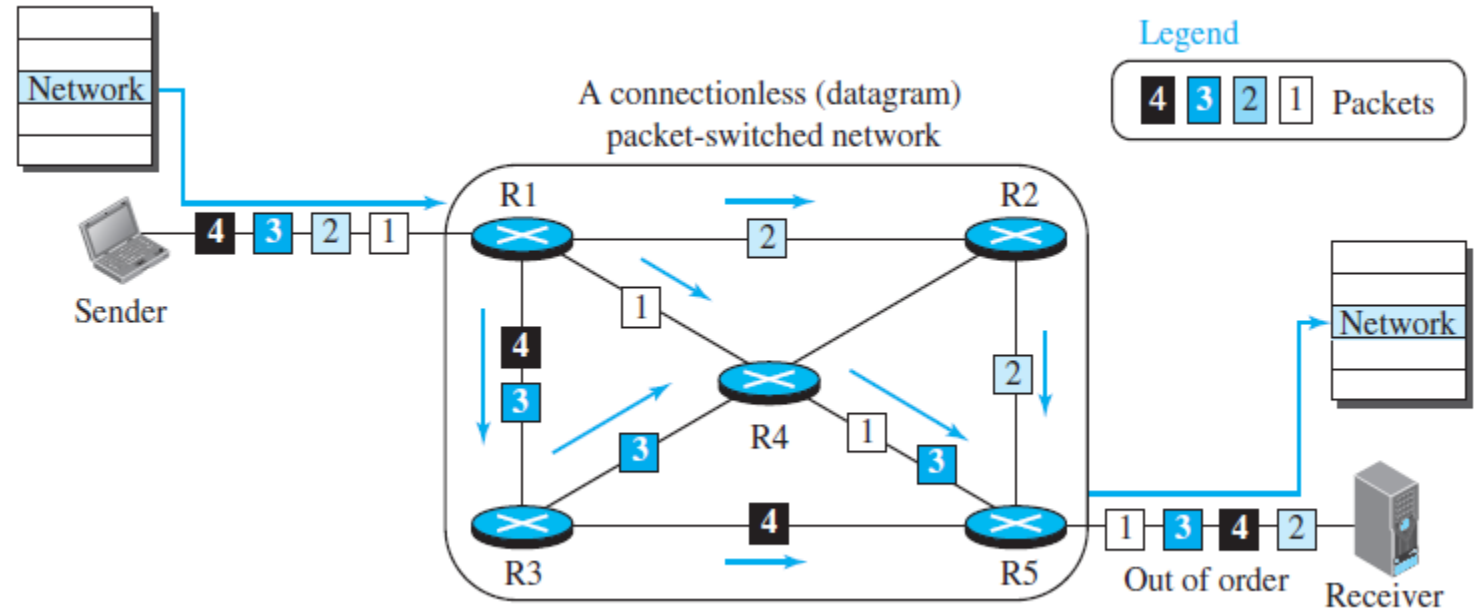 Legend
4 3 2 1 Packets
Network
A connectionless (datagram)
packet-switched network
R1
R2
4 3 2 1
2
Sender
1
4
3
2
R4
3
1
3
4
R3
R5
Network
1 3 4 2
Out of order
Receiver